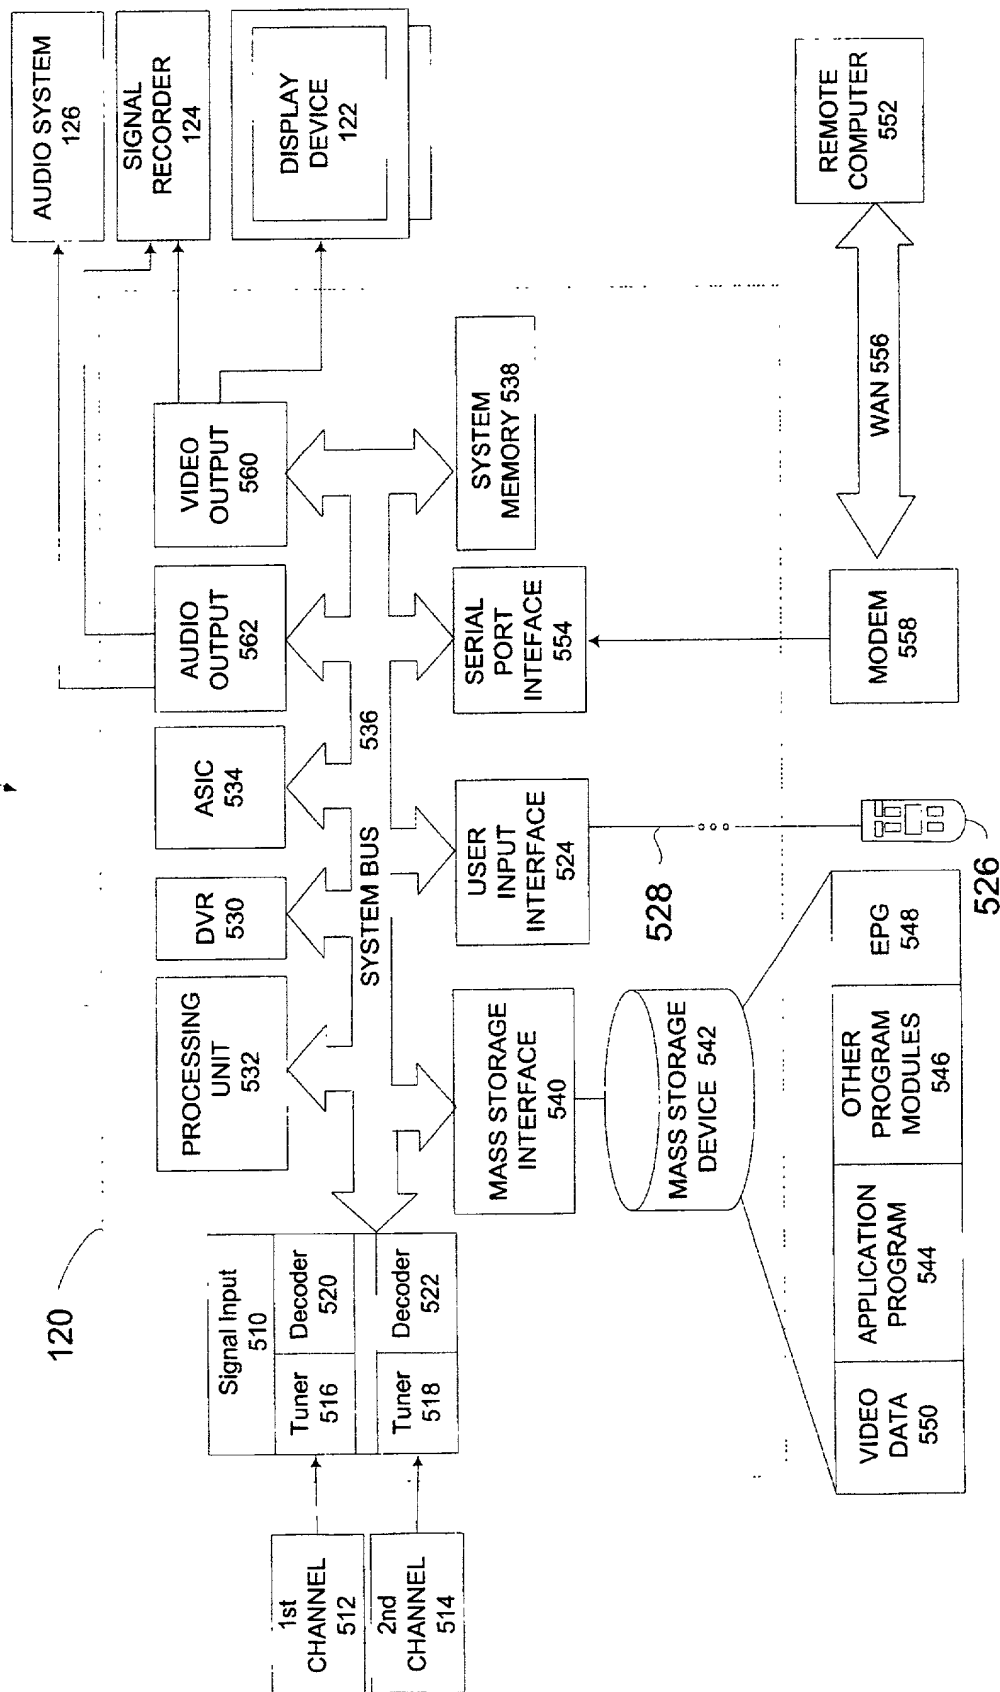 120
1st
CHANNEL
512
2nd
CHANNEL
514
Signal Input
510
Tuner
516
Decoder
520
Tuner
518
Decoder
522
PROCESSING
UNIT
532
DVR
530
ASIC
534
AUDIO
OUTPUT
562
VIDEO
OUTPUT
560
AUDIO SYSTEM
126
SIGNAL
RECORDER
124
DISPLAY
DEVICE
122
SYSTEM BUS
536
MASS STORAGE
INTERFACE
540
USER
INPUT
INTERFACE
524
SERIAL
PORT
INTEFACE
554
SYSTEM
MEMORY 538
MASS STORAGE
DEVICE 542
528
526
VIDEO
DATA
550
APPLICATION
PROGRAM
544
OTHER
PROGRAM
MODULES
546
EPG
548
MODEM
558
WAN 556
REMOTE
COMPUTER
552